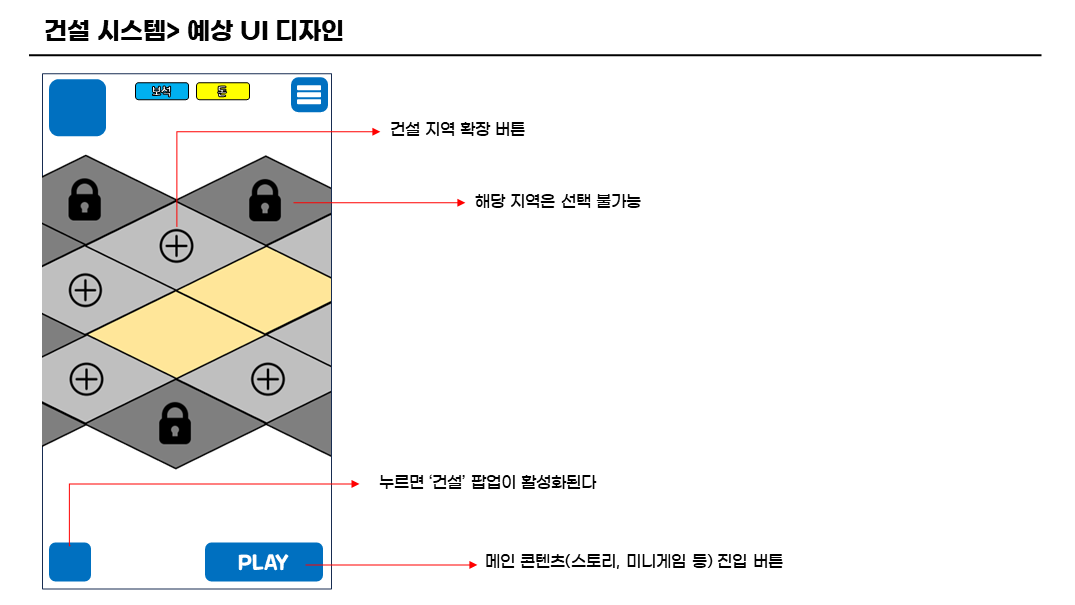 건설 시스템> 예상 UI 디자인
보석
돈
건설 지역 확장 버튼
해당 지역은 선택 불가능
누르면 ‘건설’ 팝업이 활성화된다
PLAY
메인 콘텐츠(스토리, 미니게임 등) 진입 버튼